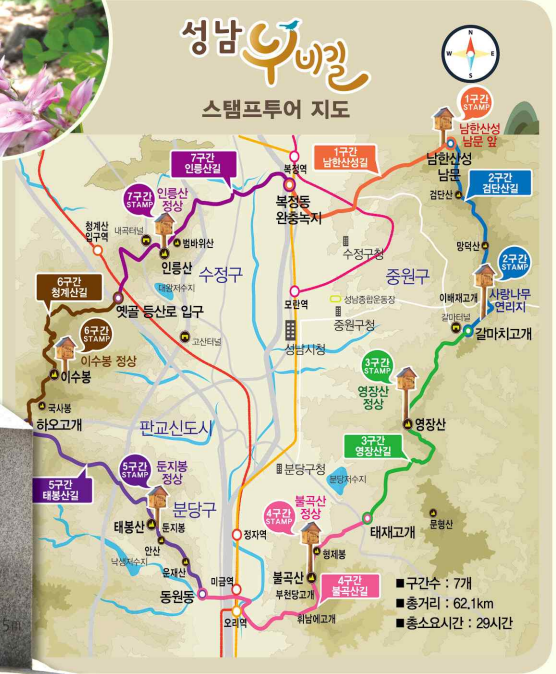 성남 누비길
스탬프투어 지도
N
W
E
S
1구간
STAMP
남한산성
남문 앞
7구간
인릉산길
복정역
1구간
남한산성길
남한산성
남문
2구간
검단산길
7구간
STAMP
인릉산
정상
복정동
완충녹지
검단산
청계산
입구역
내곡터널
범바위산
인릉산
수정구
수정구청
중원구
망덕산
2구간
STAMP
6구간
청계산길
대왕저수지
옛골 등산로 입구
모란역
성남종합운동장
중원구청
이배재고개
사랑나무
연리지
갈마터널
갈마치고개
6구간
STAMP
이수봉 정상
이수봉
고산터널
성남시청
3구간
STAMP
영장산
정상
국사봉
하오고개
판교신도시
영장산
3구간
영장산길
5구간
태봉산길
5구간
STAMP
둔지봉
정상
분당구
분당구청
분당저수지
4구간
STAMP
불곡산
정상
태봉산
둔지봉
안산
낙생저수지
운재산
정자역
태재고개
문형산
형제봉
불곡산
부천당고개
4구간
불곡산길
동원동
미금역
오리역
휘남에고개
■구간수 : 7개
■총거리 : 62.1km
■총소요시간 : 29시간